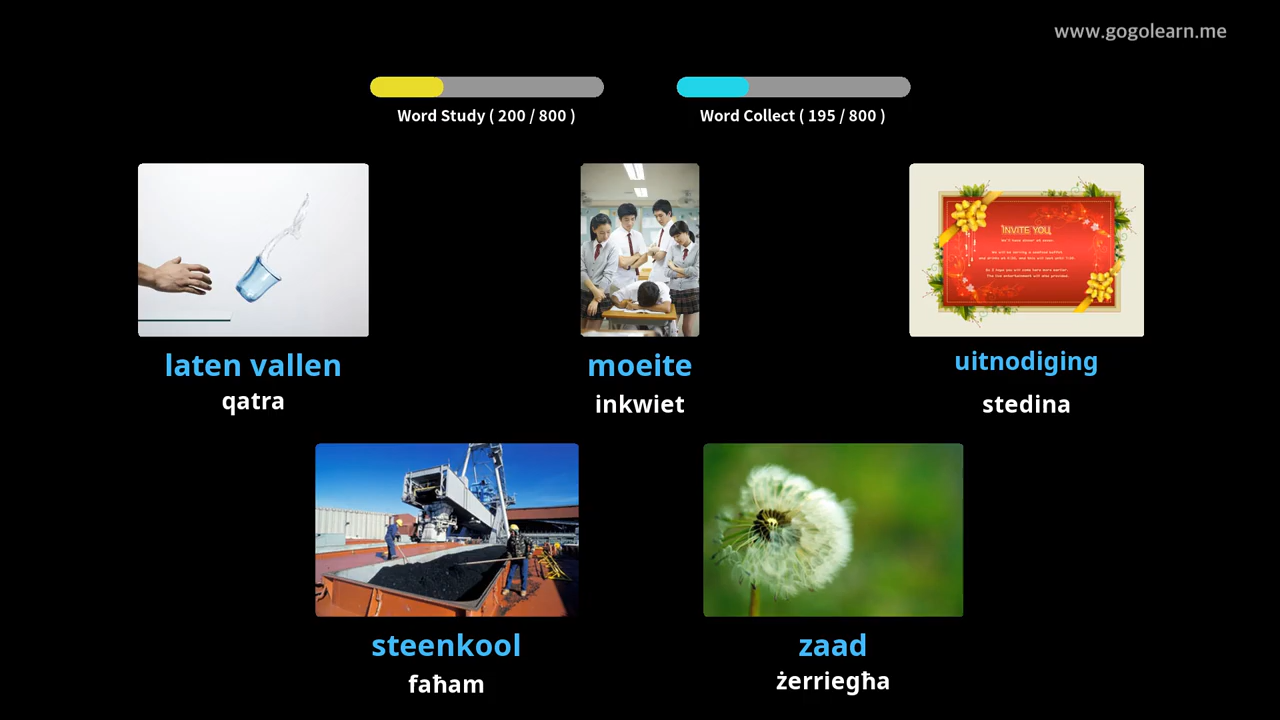 www.gogolearn.me
Word Study ( 200 / 800 )
Word Collect ( 195 / 800 )
INVITE YOU
laten vallen
qatra
moeite
inkwiet
uitnodiging
stedina
steenkool
faħam
zaad
żerriegħa